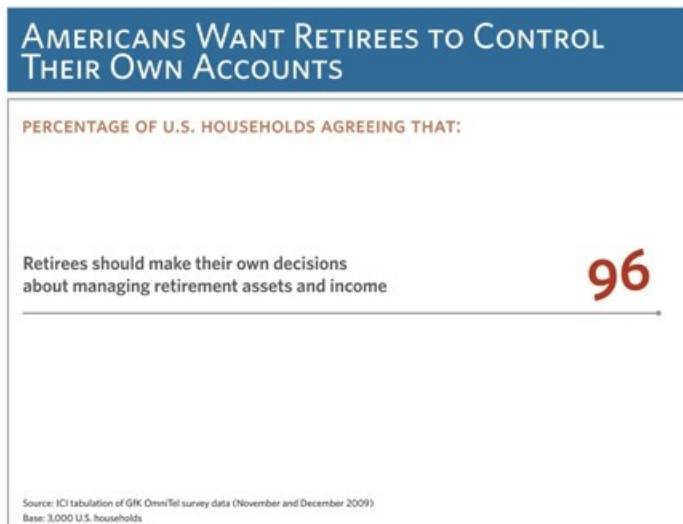 AMERICANS WANT RETIREES TO CONTROL
THEIR OWN ACCOUNTS
PERCENTAGE OF U.S. HOUSEHOLDS AGREEING THAT:
Retirees should make their own decisions
about managing retirement assets and income
96
Source: ICI tabulation of GfK OmniTel survey data (November and December 2009)
Base: 3,000 U.S. households